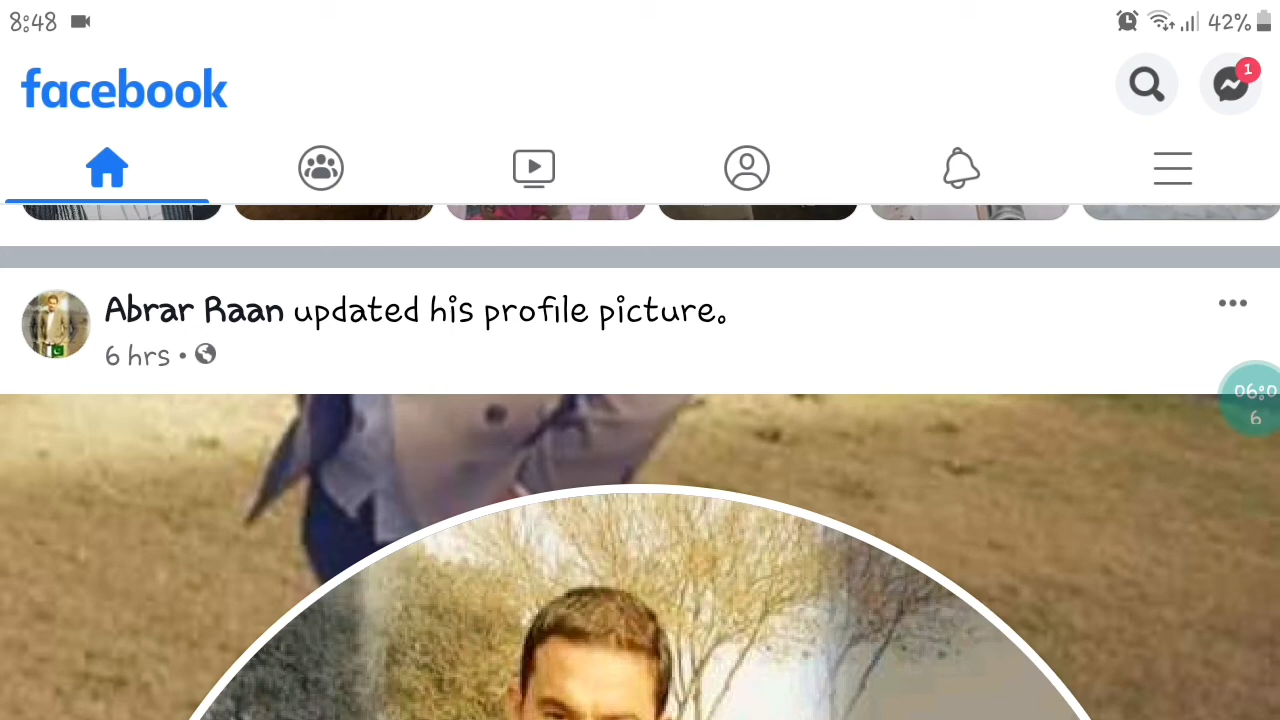 8:48 42%
facebook
1
Abrar Raan updated his profile picture.
6 hrs •
06:0
6